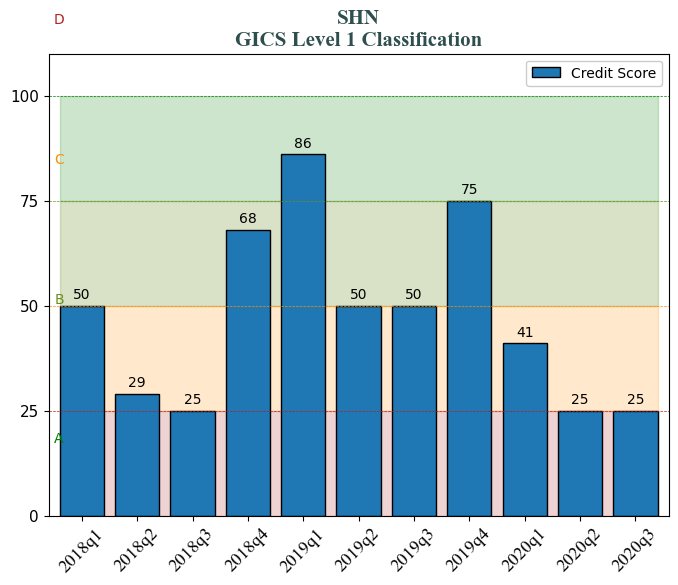 D
SHN
GICS Level 1 Classification
Credit Score
100
C
75
B
50
A
25
0
50
29
25
68
86
50
50
75
41
25
25
2018q1
2018q2
2018q3
2018q4
2019q1
2019q2
2019q3
2019q4
2020q1
2020q2
2020q3